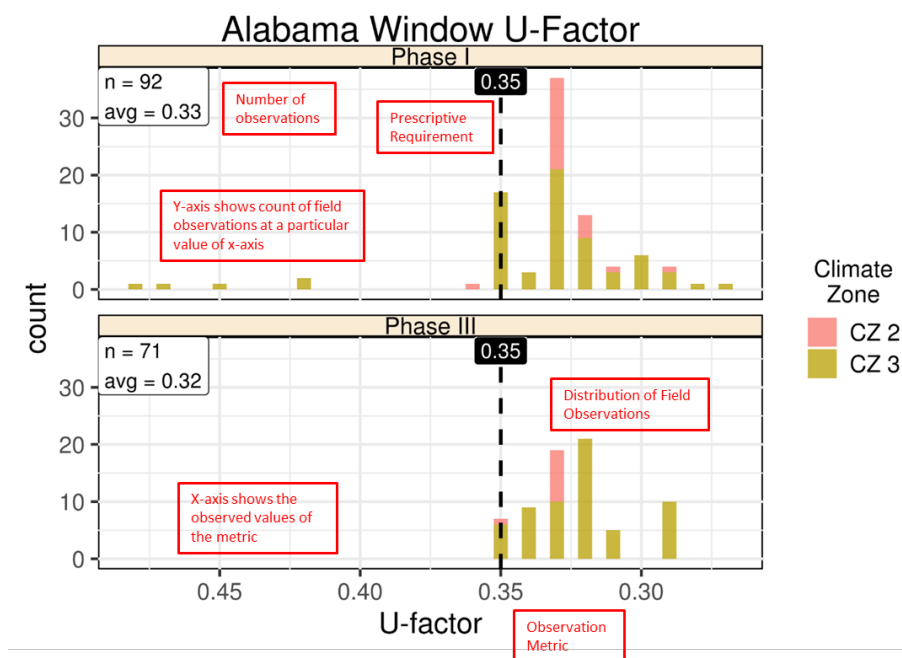 Alabama Window U-Factor
Phase I
n = 92
avg = 0.33
Number of
observations
Prescriptive
Requirement
0.35
Y-axis shows count of field
observations at a particular
value of x-axis
30
20
10
0
count
Phase III
n = 71
avg = 0.32
0.35
Distribution of Field
Observations
X-axis shows the
observed values of
the metric
30
20
10
0
0.45
0.40
0.35
0.30
U-factor
Observation
Metric
Climate
Zone
CZ 2
CZ 3